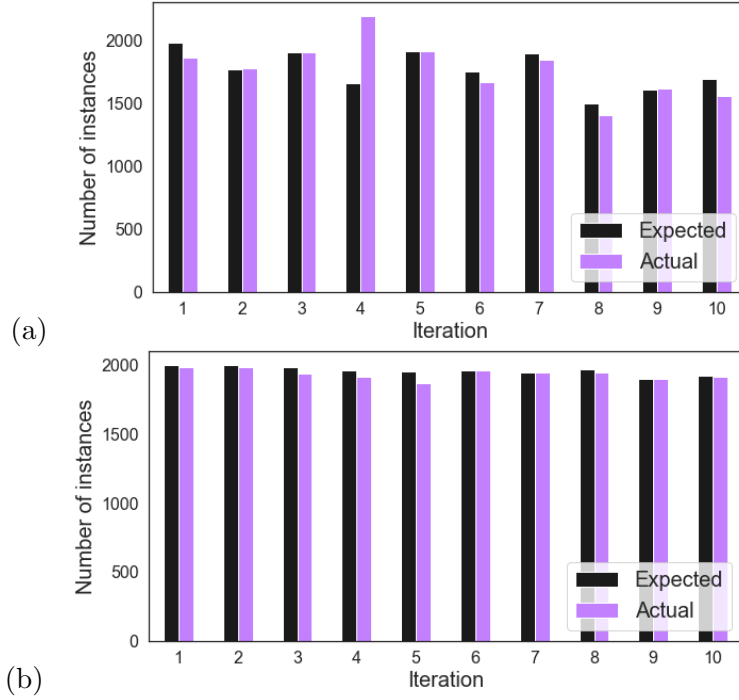 2000
1500
1000
500
0
Number of instances
Expected
Actual
1 2 3 4 5 6 7 8 9 10
Iteration
(a)
2000
1500
1000
500
0
Number of instances
Expected
Actual
1 2 3 4 5 6 7 8 9 10
Iteration
(b)